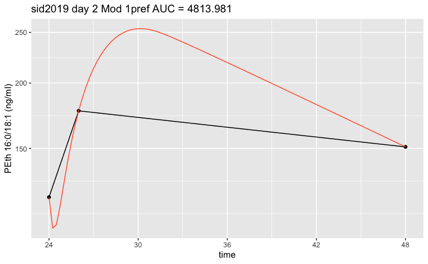 sid2019 day 2 Mod 1pref AUC = 4813.981
PEth 16:0/18:1 (ng/ml)
250
200
150
24
30
36
42
48
time